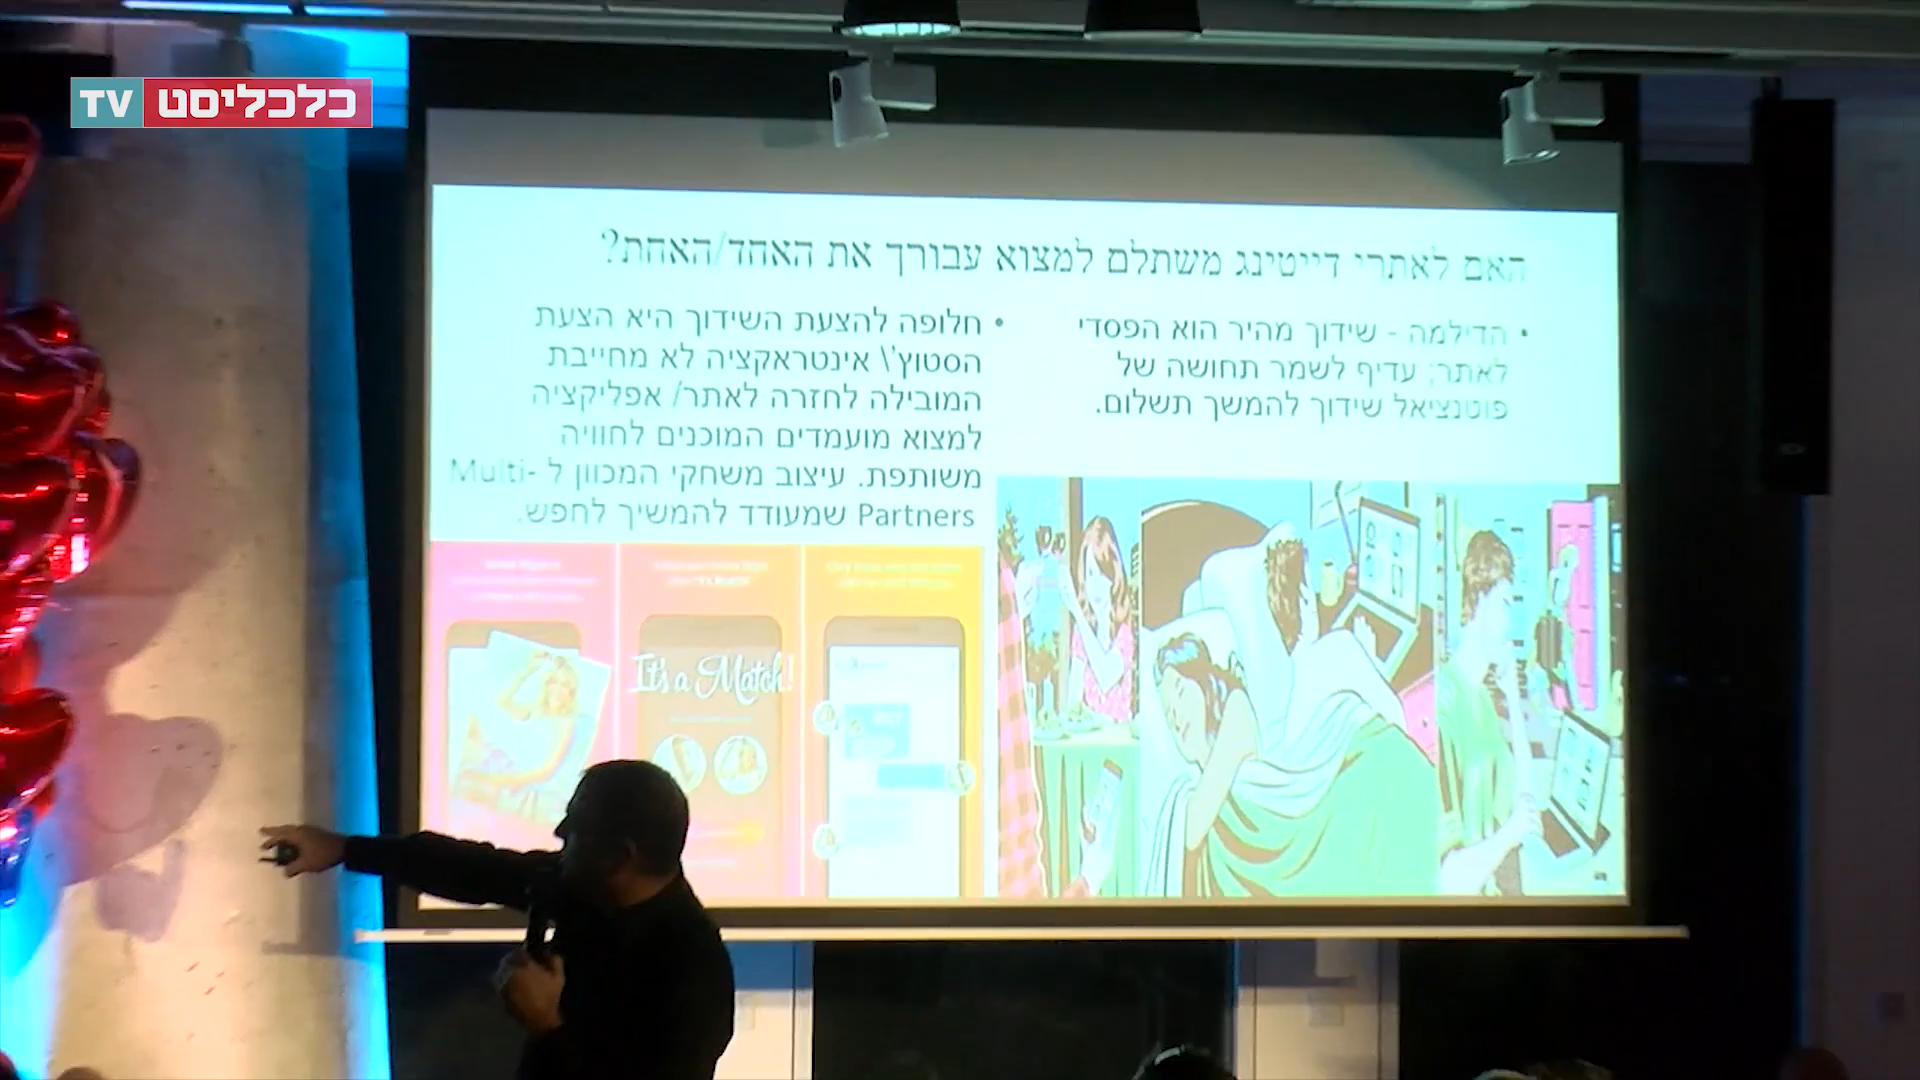 כלכליסט TV
האם לאתרי דייטינג משתלם למצוא עבורך את האחד/האחת?
• הדילמה - שידוך מהיר הוא הפסדי
לאתר; עדיף לשמר תחושה של
פוטנציאל שידוך להמשך תשלום.
• חלופה להצעת השידוך היא הצעת
הסטוץ'\ אינטראקציה לא מחייבת
המובילה לחזרה לאתר/ אפליקציה
למצוא מועמדים המוכנים לחוויה
משותפת. עיצוב משחקי המכוון ל -Multi
Partners שמעודד להמשיך לחפש.
It's a Match!